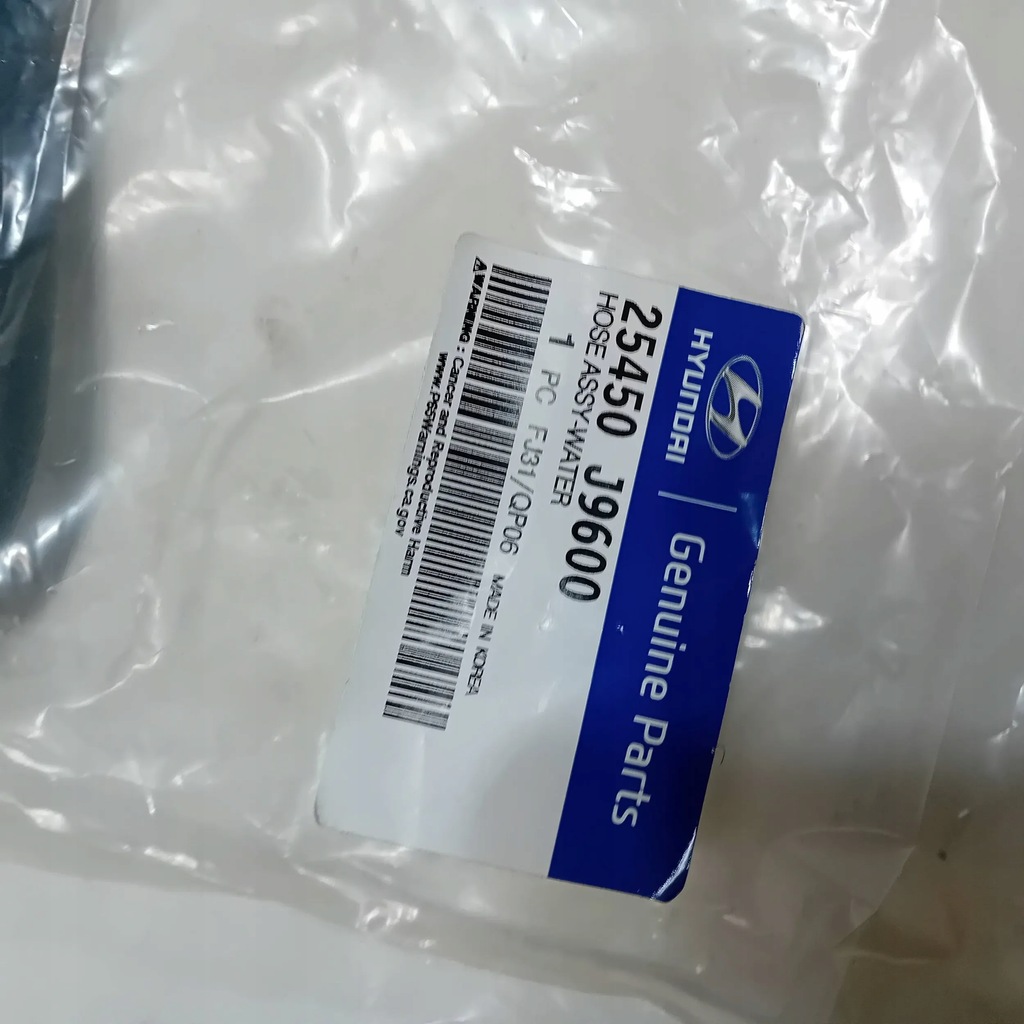 HYUNDAI | Genuine Parts
25450 J9600
HOSE ASSY-WATER
1 PC FJ31/QP06 MADE IN KOREA
⚠WARNING : Cancer and Reproductive Harm
www.P65Warnings.ca.gov